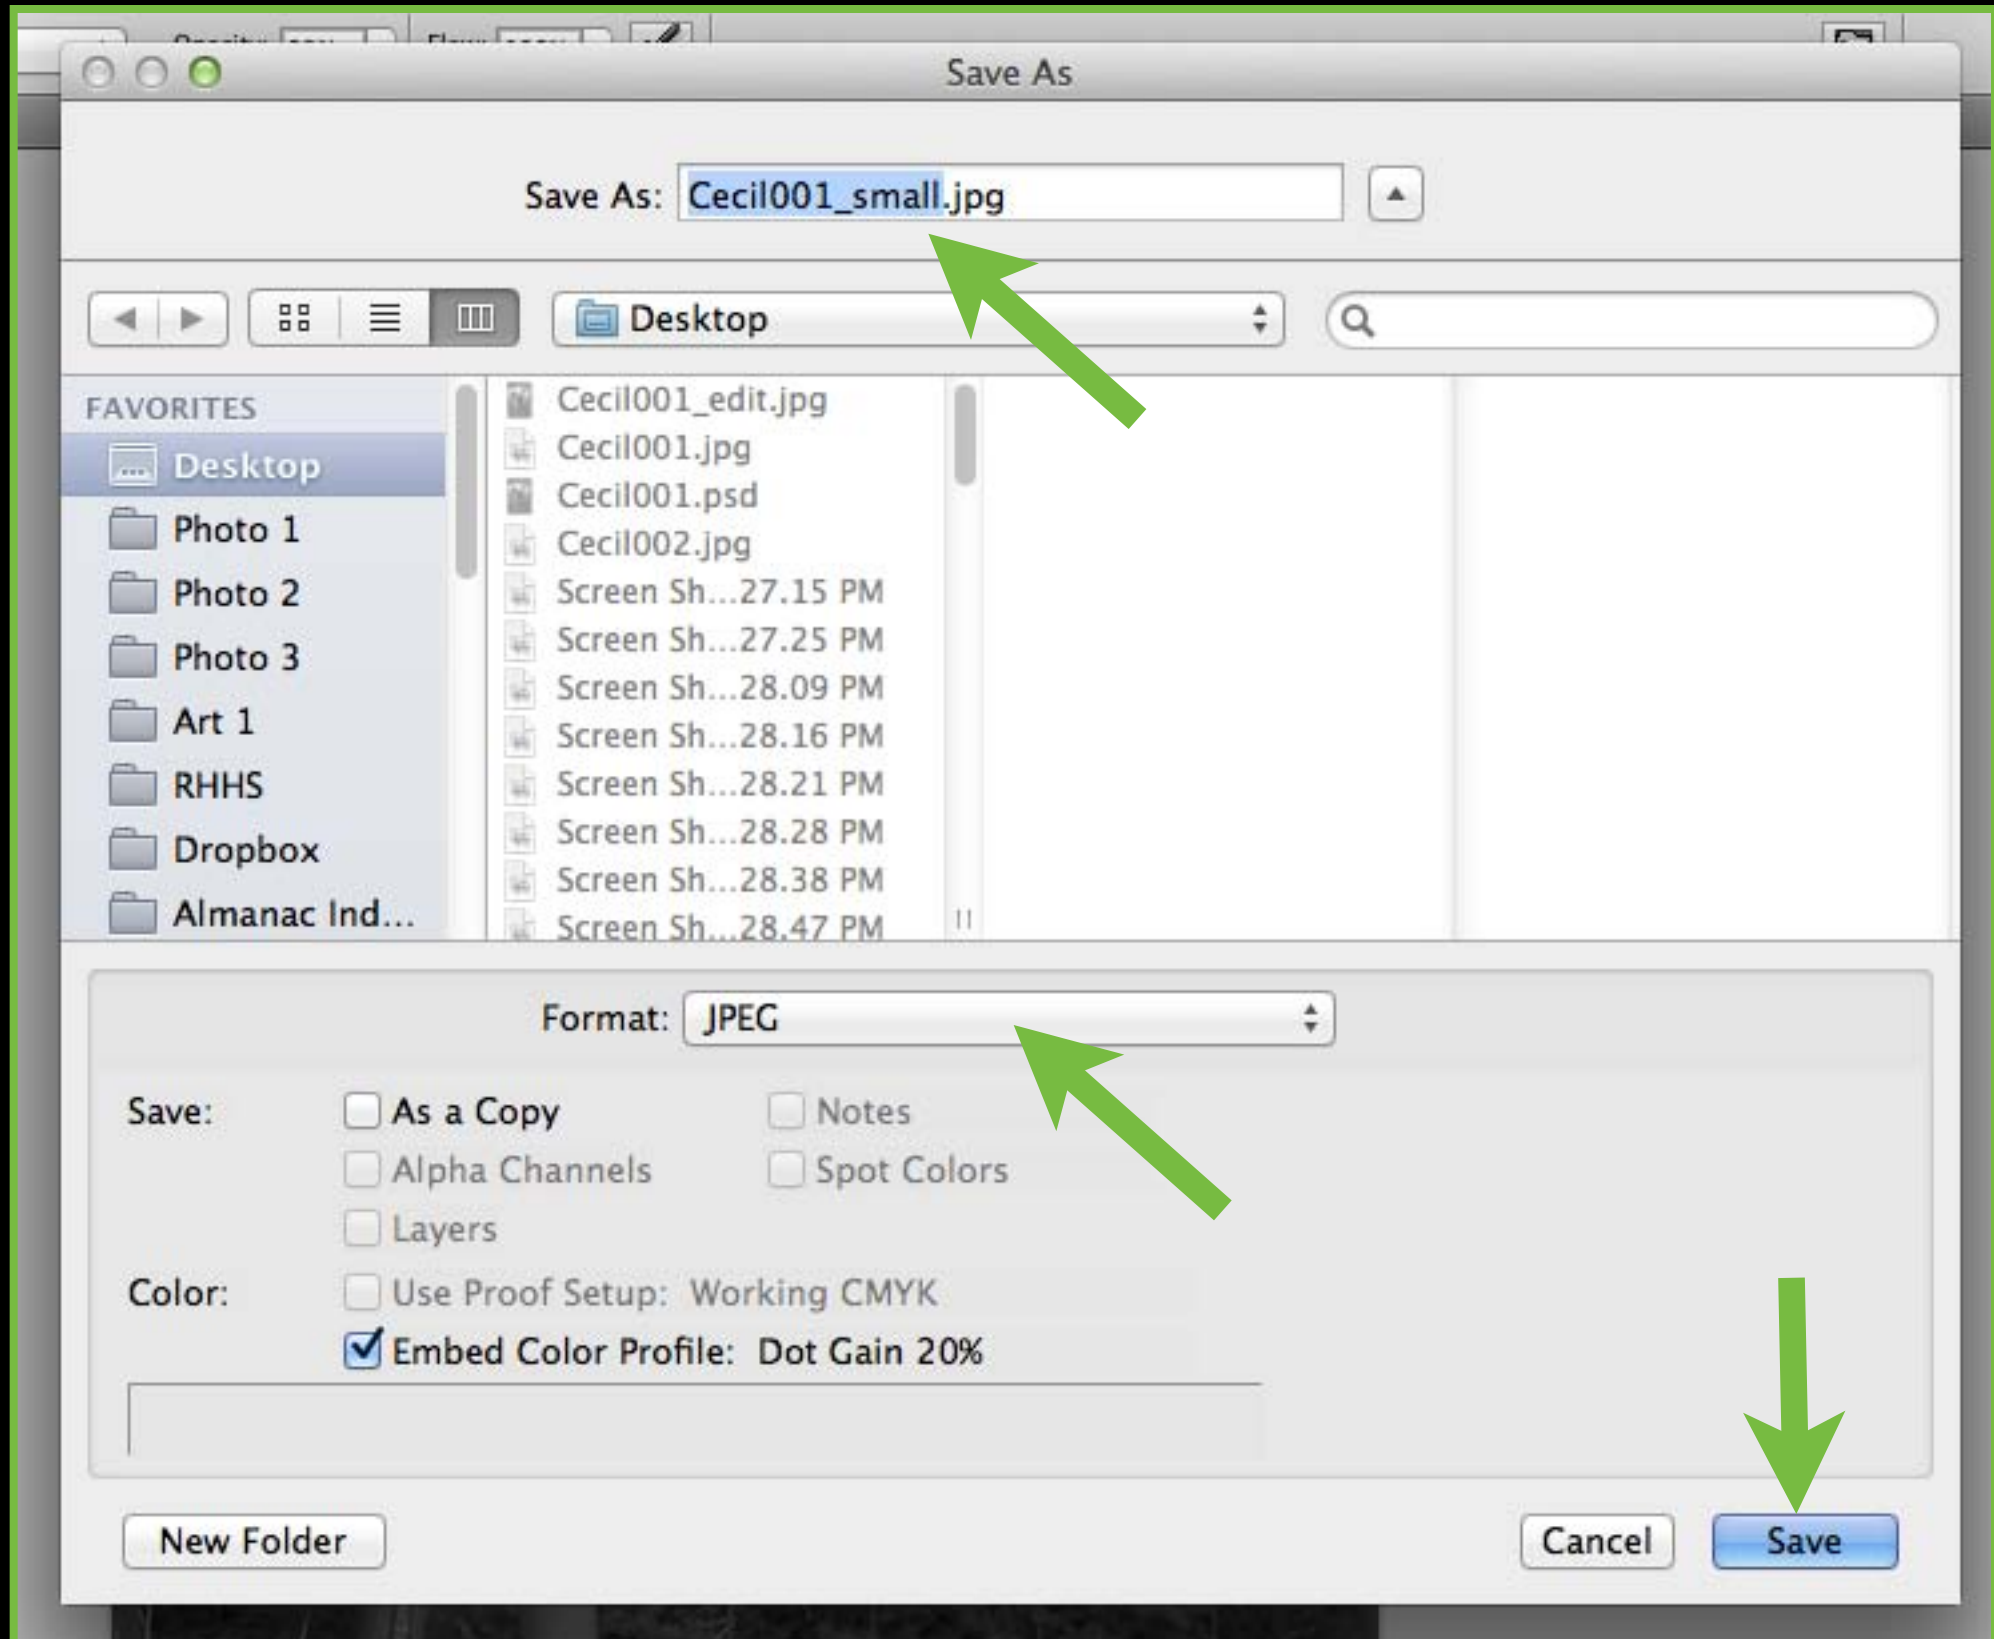 Save As
Save As: Cecil001_small.jpg
Desktop
FAVORITES
Desktop
Photo 1
Photo 2
Photo 3
Art 1
RHHS
Dropbox
Almanac Ind...
Cecil001_edit.jpg
Cecil001.jpg
Cecil001.psd
Cecil002.jpg
Screen Sh...27.15 PM
Screen Sh...27.25 PM
Screen Sh...28.09 PM
Screen Sh...28.16 PM
Screen Sh...28.21 PM
Screen Sh...28.28 PM
Screen Sh...28.38 PM
Screen Sh...28.47 PM
Format: JPEG
Save: As a Copy Notes
Alpha Channels Spot Colors
Layers
Color: Use Proof Setup: Working CMYK
Embed Color Profile: Dot Gain 20%
New Folder Cancel Save